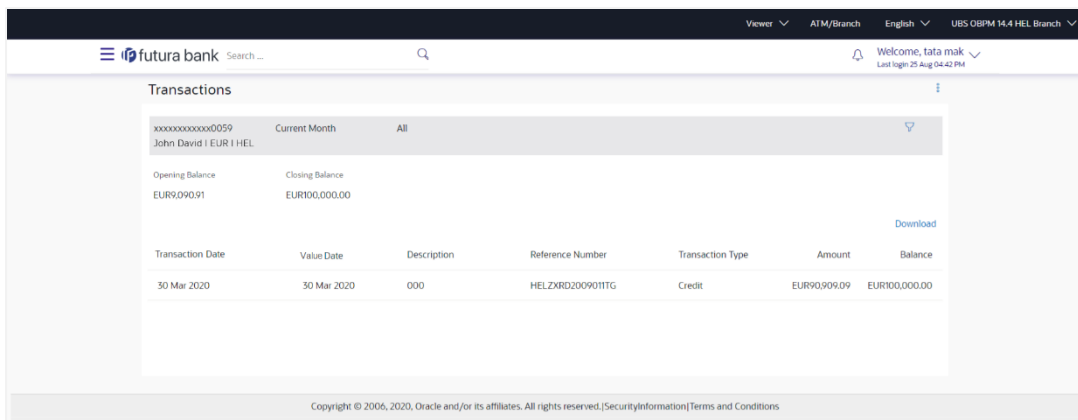 Viewer ATM/Branch English UBS OBPM 14.4 HEL Branch
futura bank Search ... Welcome, tata mak
Last login 25 Aug 04:42 PM
Transactions
xxxxxxxxxxxx0059 Current Month All
John David I EUR I HEL
Opening Balance Closing Balance
EUR9,090.91 EUR100,000.00
Download
Transaction Date Value Date Description Reference Number Transaction Type Amount Balance
30 Mar 2020 30 Mar 2020 000 HELZXRD2009011TG Credit EUR90,909.09 EUR100,000.00
Copyright © 2006, 2020, Oracle and/or its affiliates. All rights reserved.|SecurityInformation|Terms and Conditions